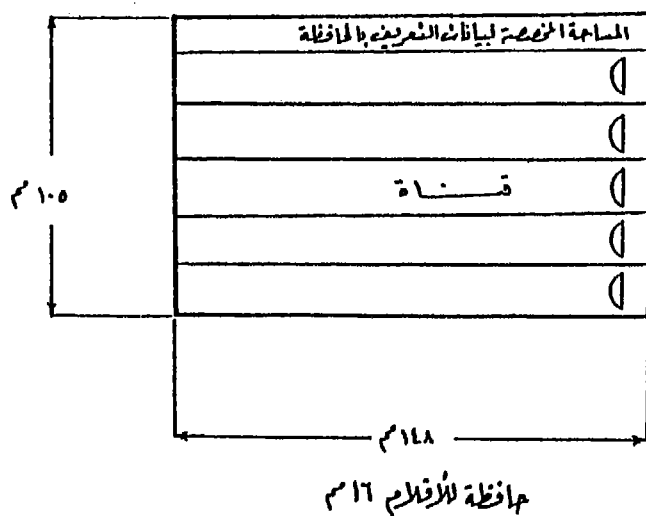 المساحة المخصصة لبيانات التعريف بالحافظة
قناة
١٠٥ مم
١٤٨ مم
حافظة للأفلام ١٦ مم